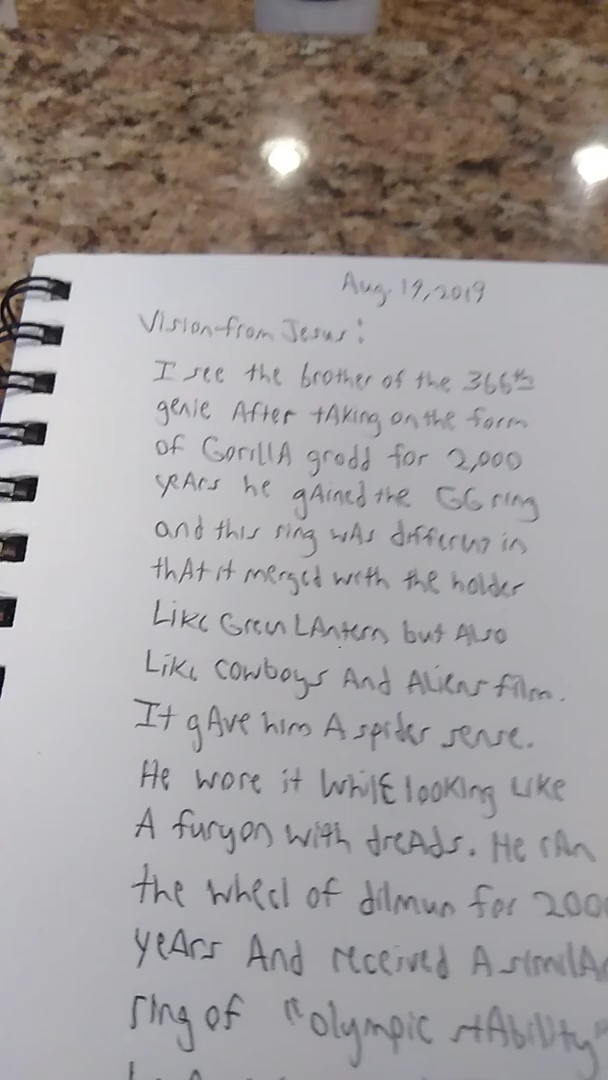 Aug. 19, 2019
Vision from Jesus:
I see the brother of the 366th
genie After tAking on the form
of GorillA grodd for 2,000
yeArs he gAined the GG ring
and this ring wAs different in
thAt it merged with the holder
Like Green LAntern but Also
Like cowboys And Aliens film.
It gAve him A spider sense.
He wore it while looking Like
A furyon with dreAds. He rAn
the wheel of dilmun for 2000
yeArs And received A similAr
ring of "olympic stAbility"